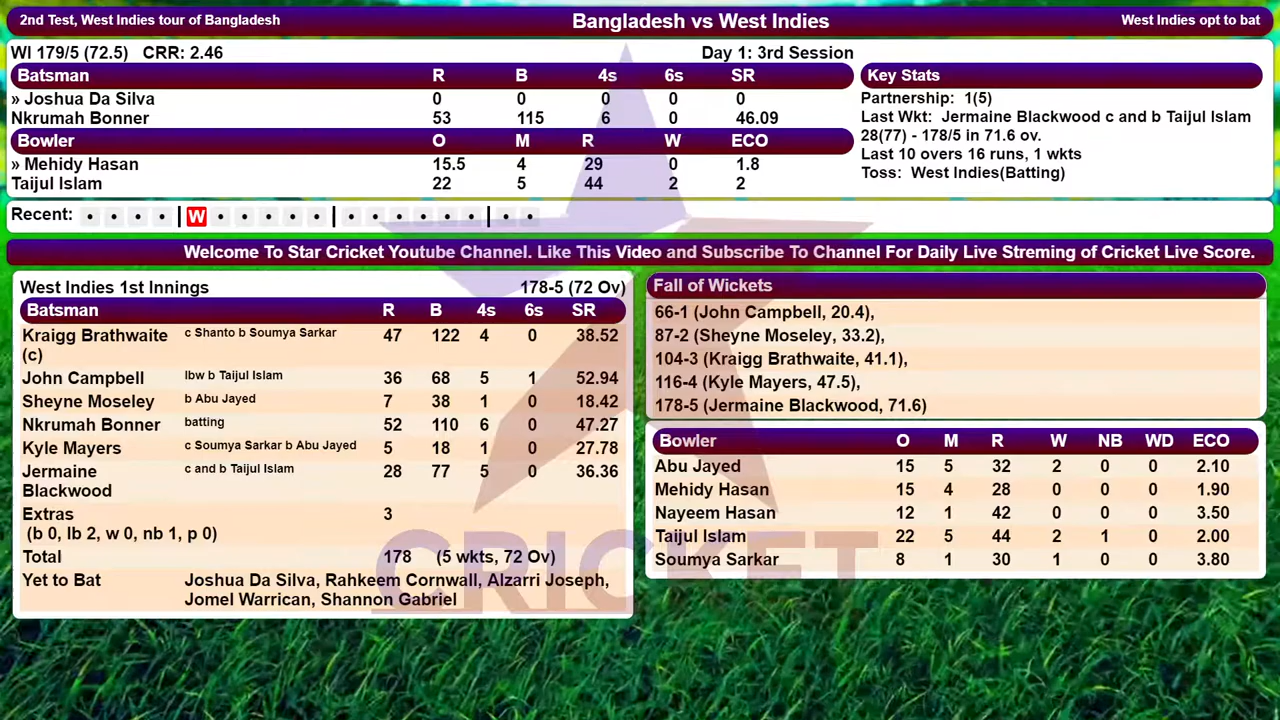 2nd Test, West Indies tour of Bangladesh Bangladesh vs West Indies West Indies opt to bat
WI 179/5 (72.5) CRR: 2.46 Day 1: 3rd Session
Batsman R B 4s 6s SR
» Joshua Da Silva 0 0 0 0 0
Nkrumah Bonner 53 115 6 0 46.09
Bowler O M R W ECO
» Mehidy Hasan 15.5 4 29 0 1.8
Taijul Islam 22 5 44 2 2
Key Stats
Partnership: 1(5)
Last Wkt: Jermaine Blackwood c and b Taijul Islam
28(77) - 178/5 in 71.6 ov.
Last 10 overs 16 runs, 1 wkts
Toss: West Indies(Batting)
Recent: • • • • | W • • • • • | • • • • • • | • •
Welcome To Star Cricket Youtube Channel. Like This Video and Subscribe To Channel For Daily Live Streming of Cricket Live Score.
West Indies 1st Innings 178-5 (72 Ov)
Batsman R B 4s 6s SR
Kraigg Brathwaite c Shanto b Soumya Sarkar 47 122 4 0 38.52
(c)
John Campbell lbw b Taijul Islam 36 68 5 1 52.94
Sheyne Moseley b Abu Jayed 7 38 1 0 18.42
Nkrumah Bonner batting 52 110 6 0 47.27
Kyle Mayers c Soumya Sarkar b Abu Jayed 5 18 1 0 27.78
Jermaine c and b Taijul Islam 28 77 5 0 36.36
Blackwood
Extras 3
(b 0, lb 2, w 0, nb 1, p 0)
Total 178 (5 wkts, 72 Ov)
Yet to Bat Joshua Da Silva, Rahkeem Cornwall, Alzarri Joseph,
Jomel Warrican, Shannon Gabriel
Fall of Wickets
66-1 (John Campbell, 20.4),
87-2 (Sheyne Moseley, 33.2),
104-3 (Kraigg Brathwaite, 41.1),
116-4 (Kyle Mayers, 47.5),
178-5 (Jermaine Blackwood, 71.6)
Bowler O M R W NB WD ECO
Abu Jayed 15 5 32 2 0 0 2.10
Mehidy Hasan 15 4 28 0 0 0 1.90
Nayeem Hasan 12 1 42 0 0 0 3.50
Taijul Islam 22 5 44 2 1 0 2.00
Soumya Sarkar 8 1 30 1 0 0 3.80
CRICKET